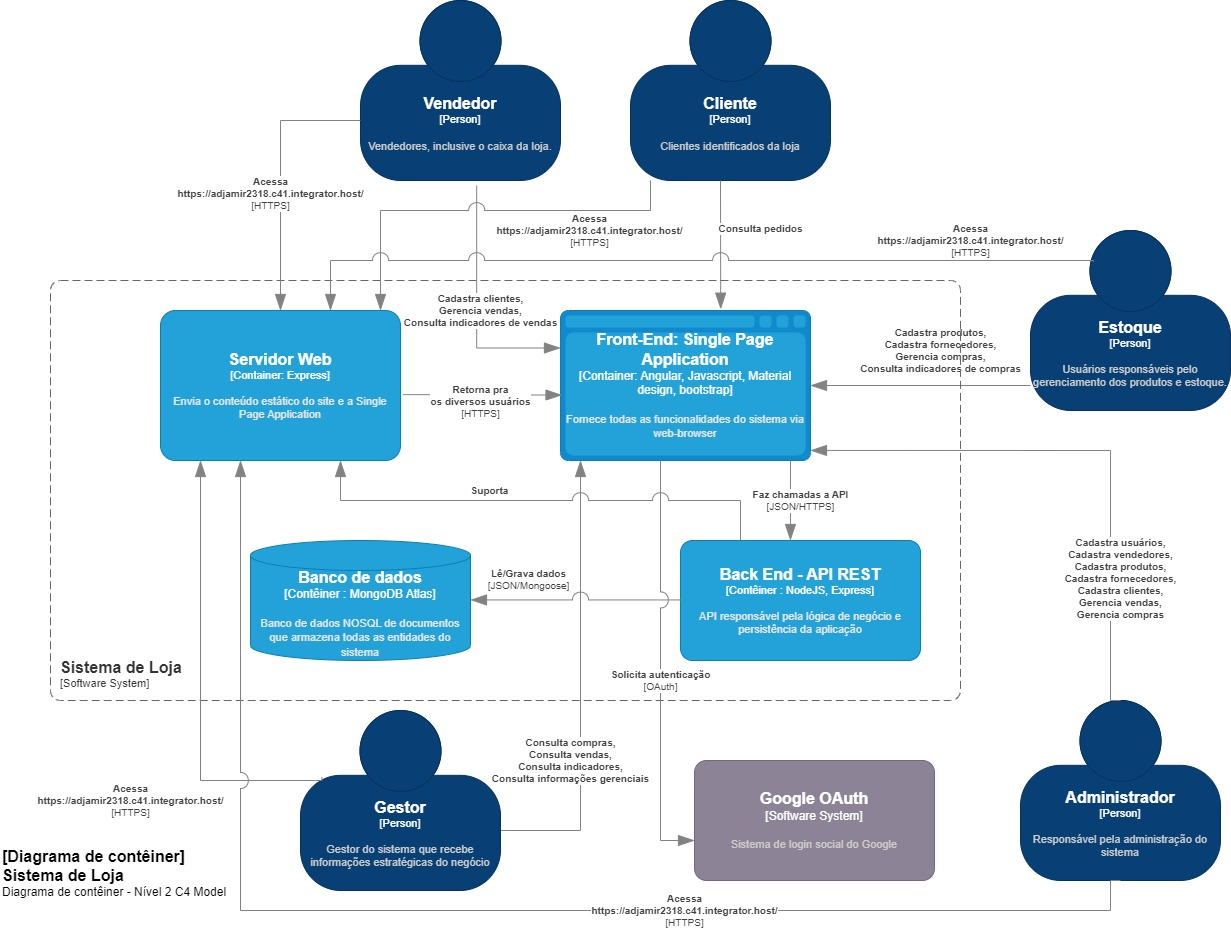 Vendedor
[Person]
Vendedores, inclusive o caixa da loja.
Cliente
[Person]
Clientes identificados da loja
Acessa
https://adjamir2318.c41.integrator.host/
[HTTPS]
Acessa
https://adjamir2318.c41.integrator.host/
[HTTPS]
Consulta pedidos
Acessa
https://adjamir2318.c41.integrator.host/
[HTTPS]
Estoque
[Person]
Usuários responsáveis pelo
gerenciamento dos produtos e estoque.
Cadastra clientes,
Gerencia vendas,
Consulta indicadores de vendas
Cadastra produtos,
Cadastra fornecedores,
Gerencia compras,
Consulta indicadores de compras
Servidor Web
[Container: Express]
Envia o conteúdo estático do site e a Single
Page Application
Retorna pra
os diversos usuários
[HTTPS]
Front-End: Single Page
Application
[Container: Angular, Javascript, Material
design, bootstrap]
Fornece todas as funcionalidades do sistema via
web-browser
Suporta
Faz chamadas a API
[JSON/HTTPS]
Banco de dados
[Contêiner : MongoDB Atlas]
Banco de dados NOSQL de documentos
que armazena todas as entidades do
sistema
Lê/Grava dados
[JSON/Mongoose]
Back End - API REST
[Contêiner : NodeJS, Express]
API responsável pela lógica de negócio e
persistência da aplicação
Cadastra usuários,
Cadastra vendedores,
Cadastra produtos,
Cadastra fornecedores,
Cadastra clientes,
Gerencia vendas,
Gerencia compras
Sistema de Loja
[Software System]
Solicita autenticação
[OAuth]
Consulta compras,
Consulta vendas,
Consulta indicadores,
Consulta informações gerenciais
Acessa
https://adjamir2318.c41.integrator.host/
[HTTPS]
Gestor
[Person]
Gestor do sistema que recebe
informações estratégicas do negócio
Google OAuth
[Software System]
Sistema de login social do Google
Administrador
[Person]
Responsável pela administração do
sistema
[Diagrama de contêiner]
Sistema de Loja
Diagrama de contêiner - Nível 2 C4 Model
Acessa
https://adjamir2318.c41.integrator.host/
[HTTPS]